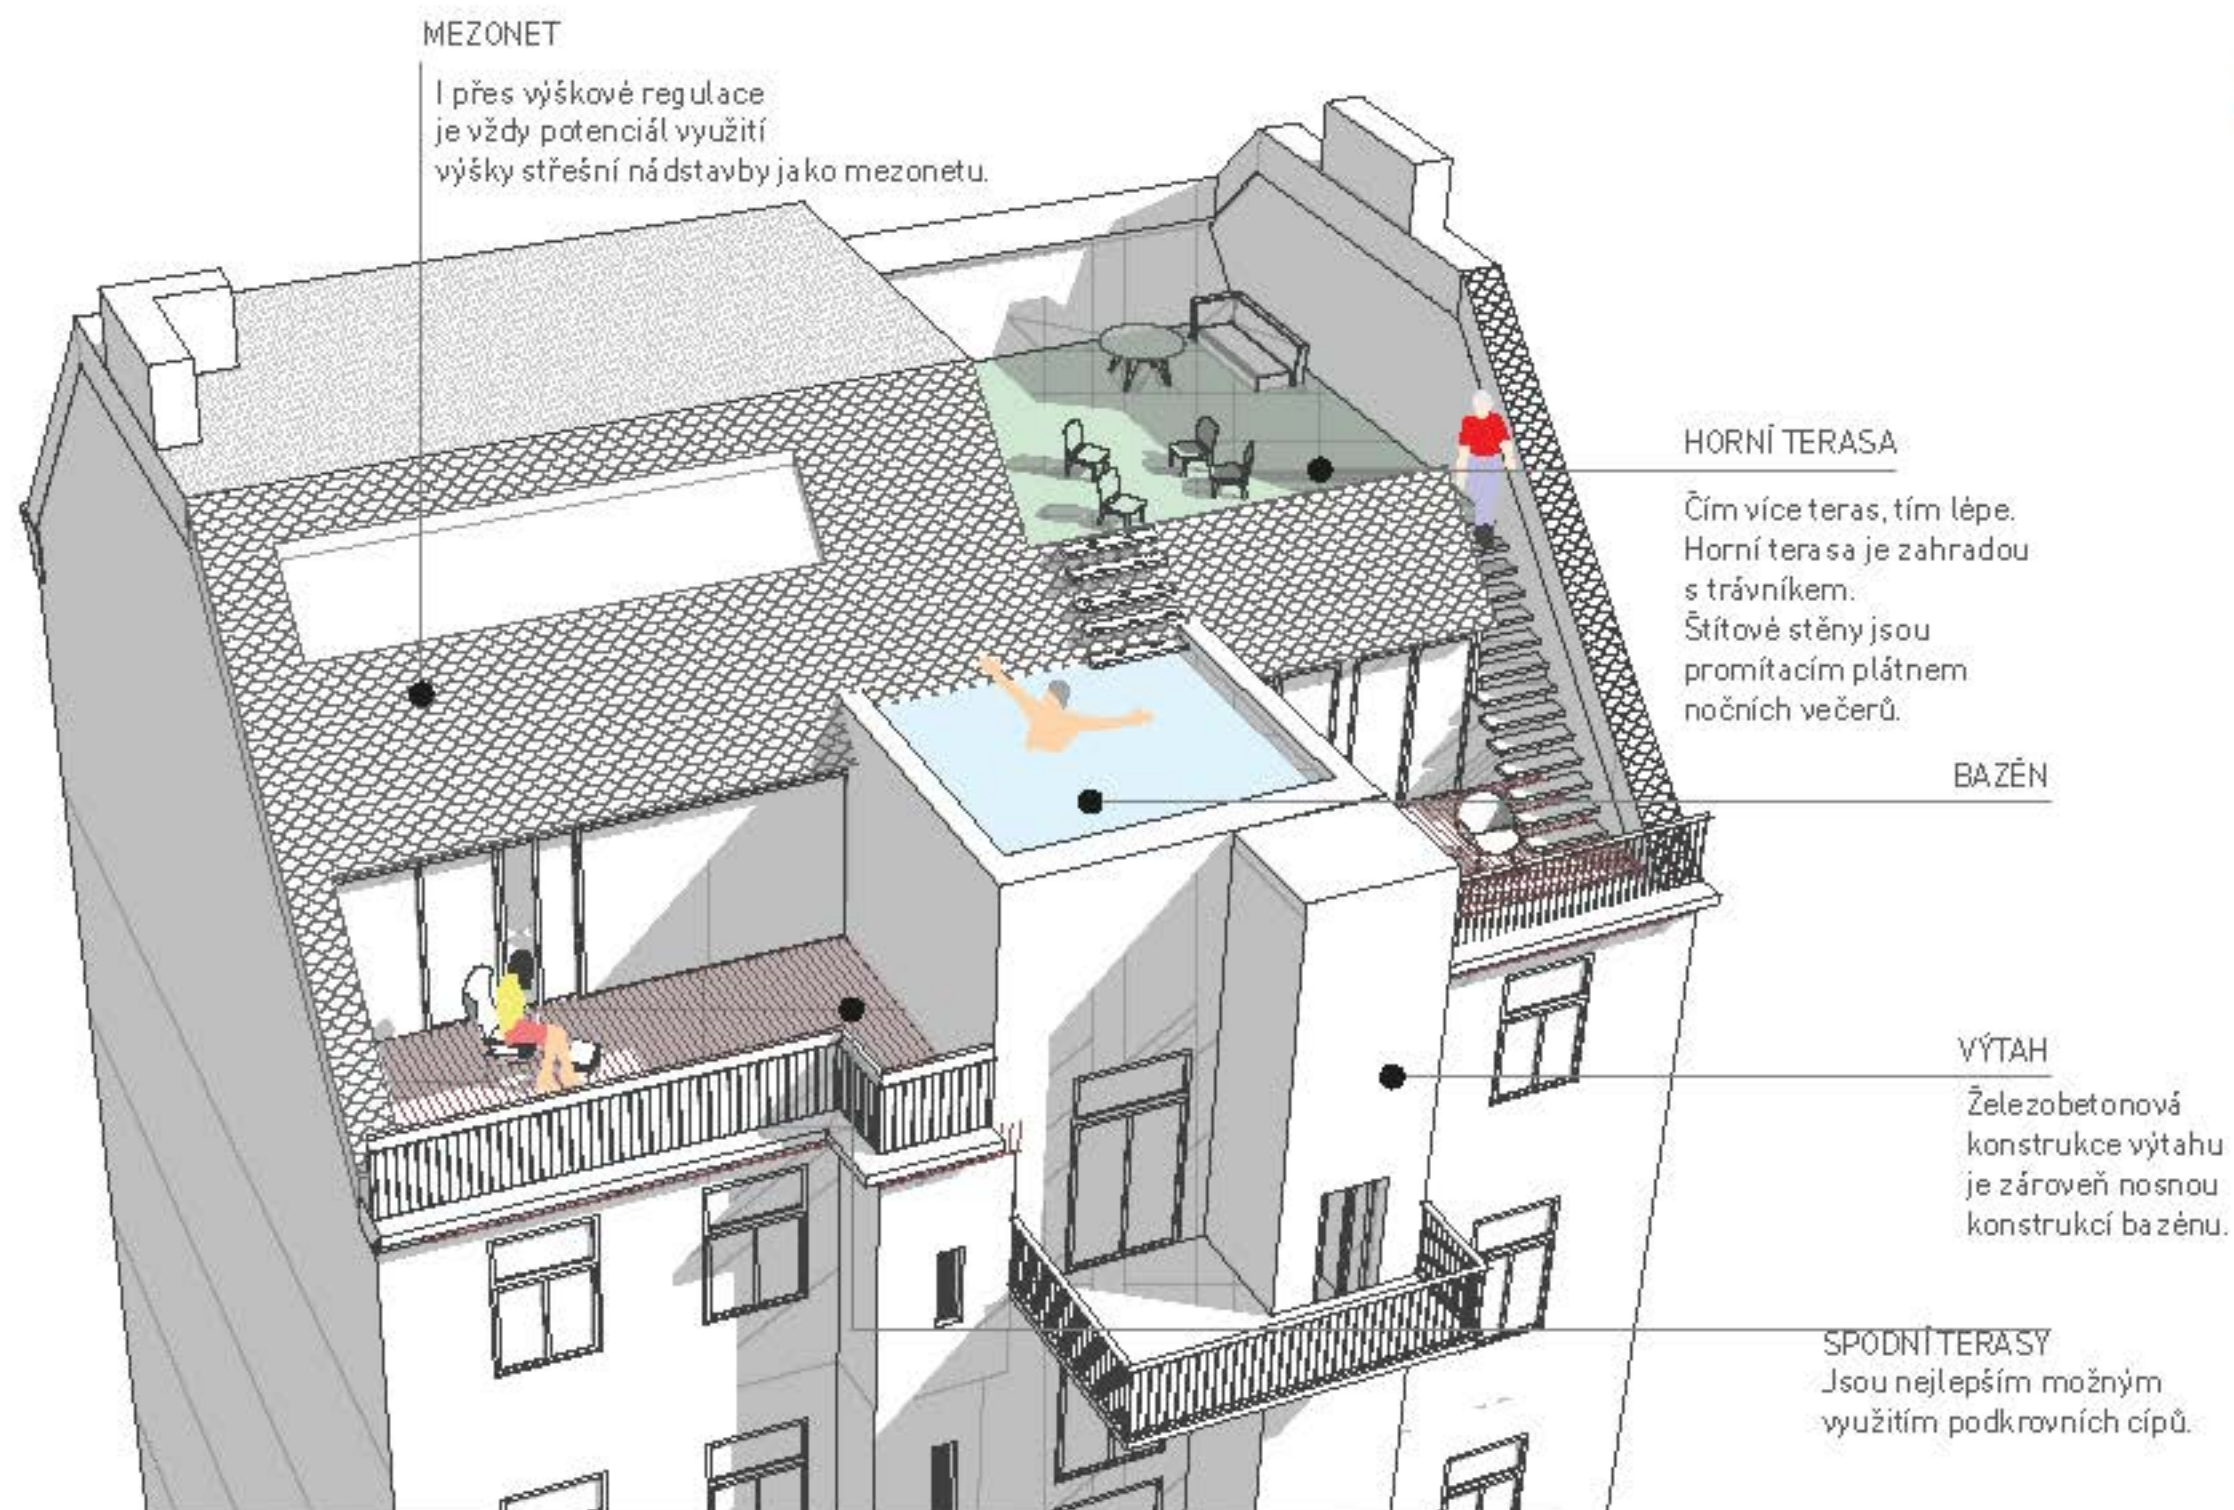 MEZONET
I přes výškové regulace
je vždy potenciál využití
výšky střešní nádstavby jako mezonetu.
HORNÍ TERASA
Čím více teras, tím lépe.
Horní terasa je zahradou
s trávníkem.
Štítové stěny jsou
promítacím plátnem
nočních večerů.
BAZÉN
VÝTAH
Železobetonová
konstrukce výtahu
je zároveň nosnou
konstrukcí bazénu.
SPODNÍ TERASY
Jsou nejlepším možným
využitím podkrovních cípů.